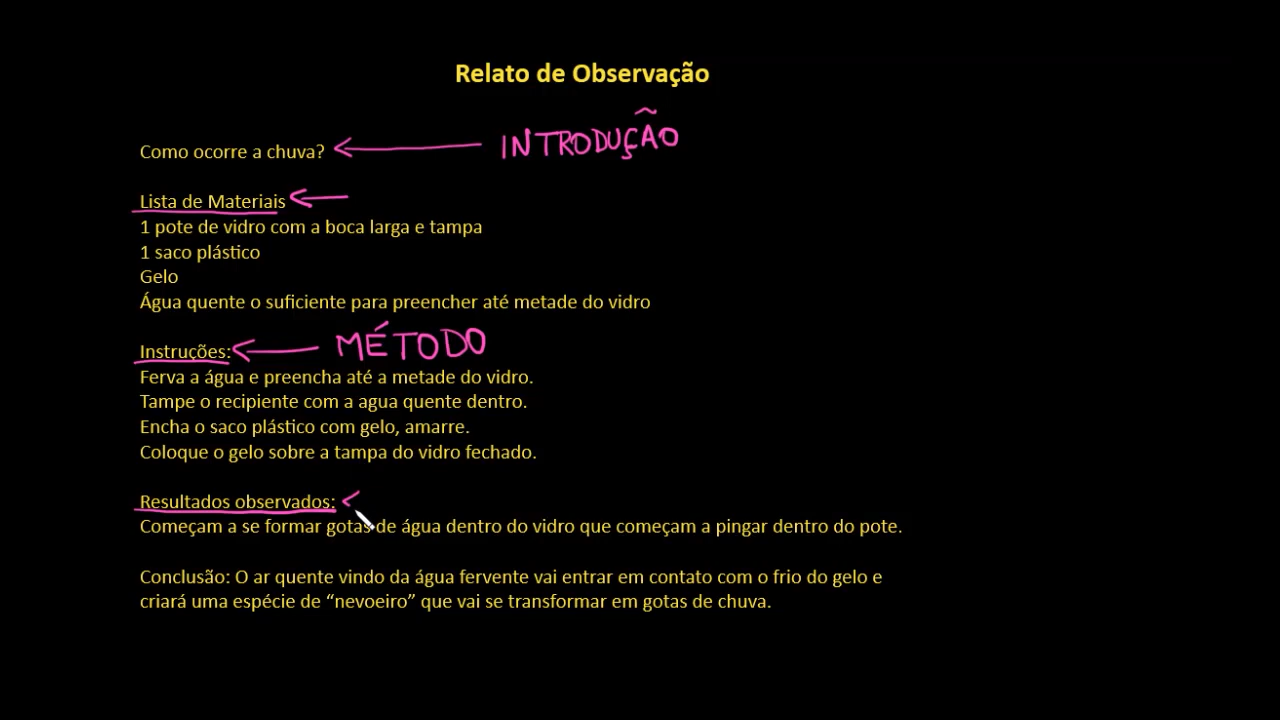 Relato de Observação
Como ocorre a chuva? INTRODUÇÃO
Lista de Materiais
1 pote de vidro com a boca larga e tampa
1 saco plástico
Gelo
Água quente o suficiente para preencher até metade do vidro
Instruções: MÉTODO
Ferva a água e preencha até a metade do vidro.
Tampe o recipiente com a agua quente dentro.
Encha o saco plástico com gelo, amarre.
Coloque o gelo sobre a tampa do vidro fechado.
Resultados observados:
Começam a se formar gotas de água dentro do vidro que começam a pingar dentro do pote.
Conclusão: O ar quente vindo da água fervente vai entrar em contato com o frio do gelo e
criará uma espécie de “nevoeiro” que vai se transformar em gotas de chuva.